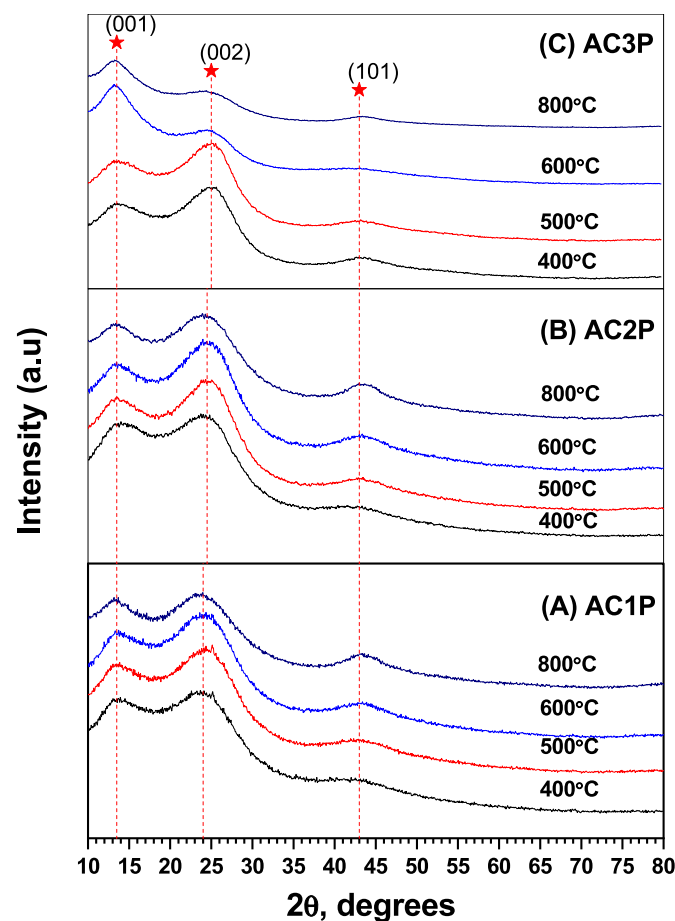 (001)
(002)
(101)
(C) AC3P
800°C
600°C
500°C
400°C
(B) AC2P
800°C
600°C
500°C
400°C
(A) AC1P
800°C
600°C
500°C
400°C
Intensity (a.u)
10 15 20 25 30 35 40 45 50 55 60 65 70 75 80
2θ, degrees